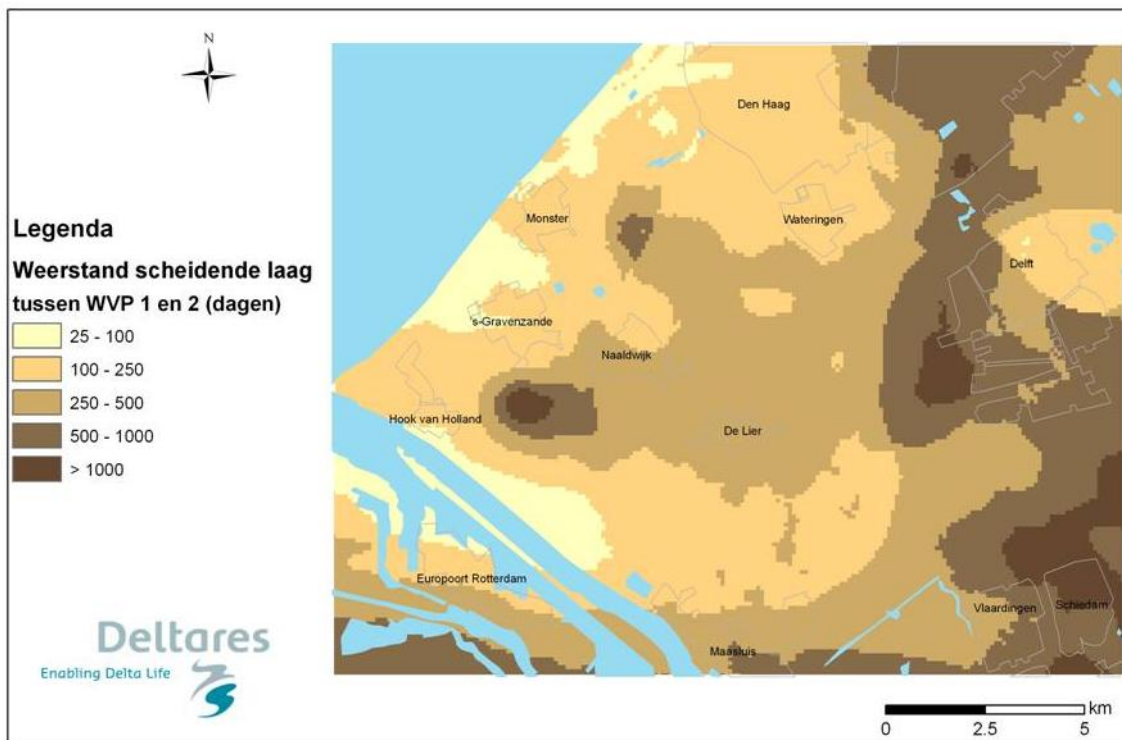 N
Den Haag
Monster
Wateringen
Delft
's-Gravenzande
Naaldwijk
Hook van Holland
De Lier
Europoort Rotterdam
Vlaardingen
Schiedam
Maasluis
Legenda
Weerstand scheidende laag
tussen WVP 1 en 2 (dagen)
25 - 100
100 - 250
250 - 500
500 - 1000
> 1000
Deltares
Enabling Delta Life
km
0 2.5 5